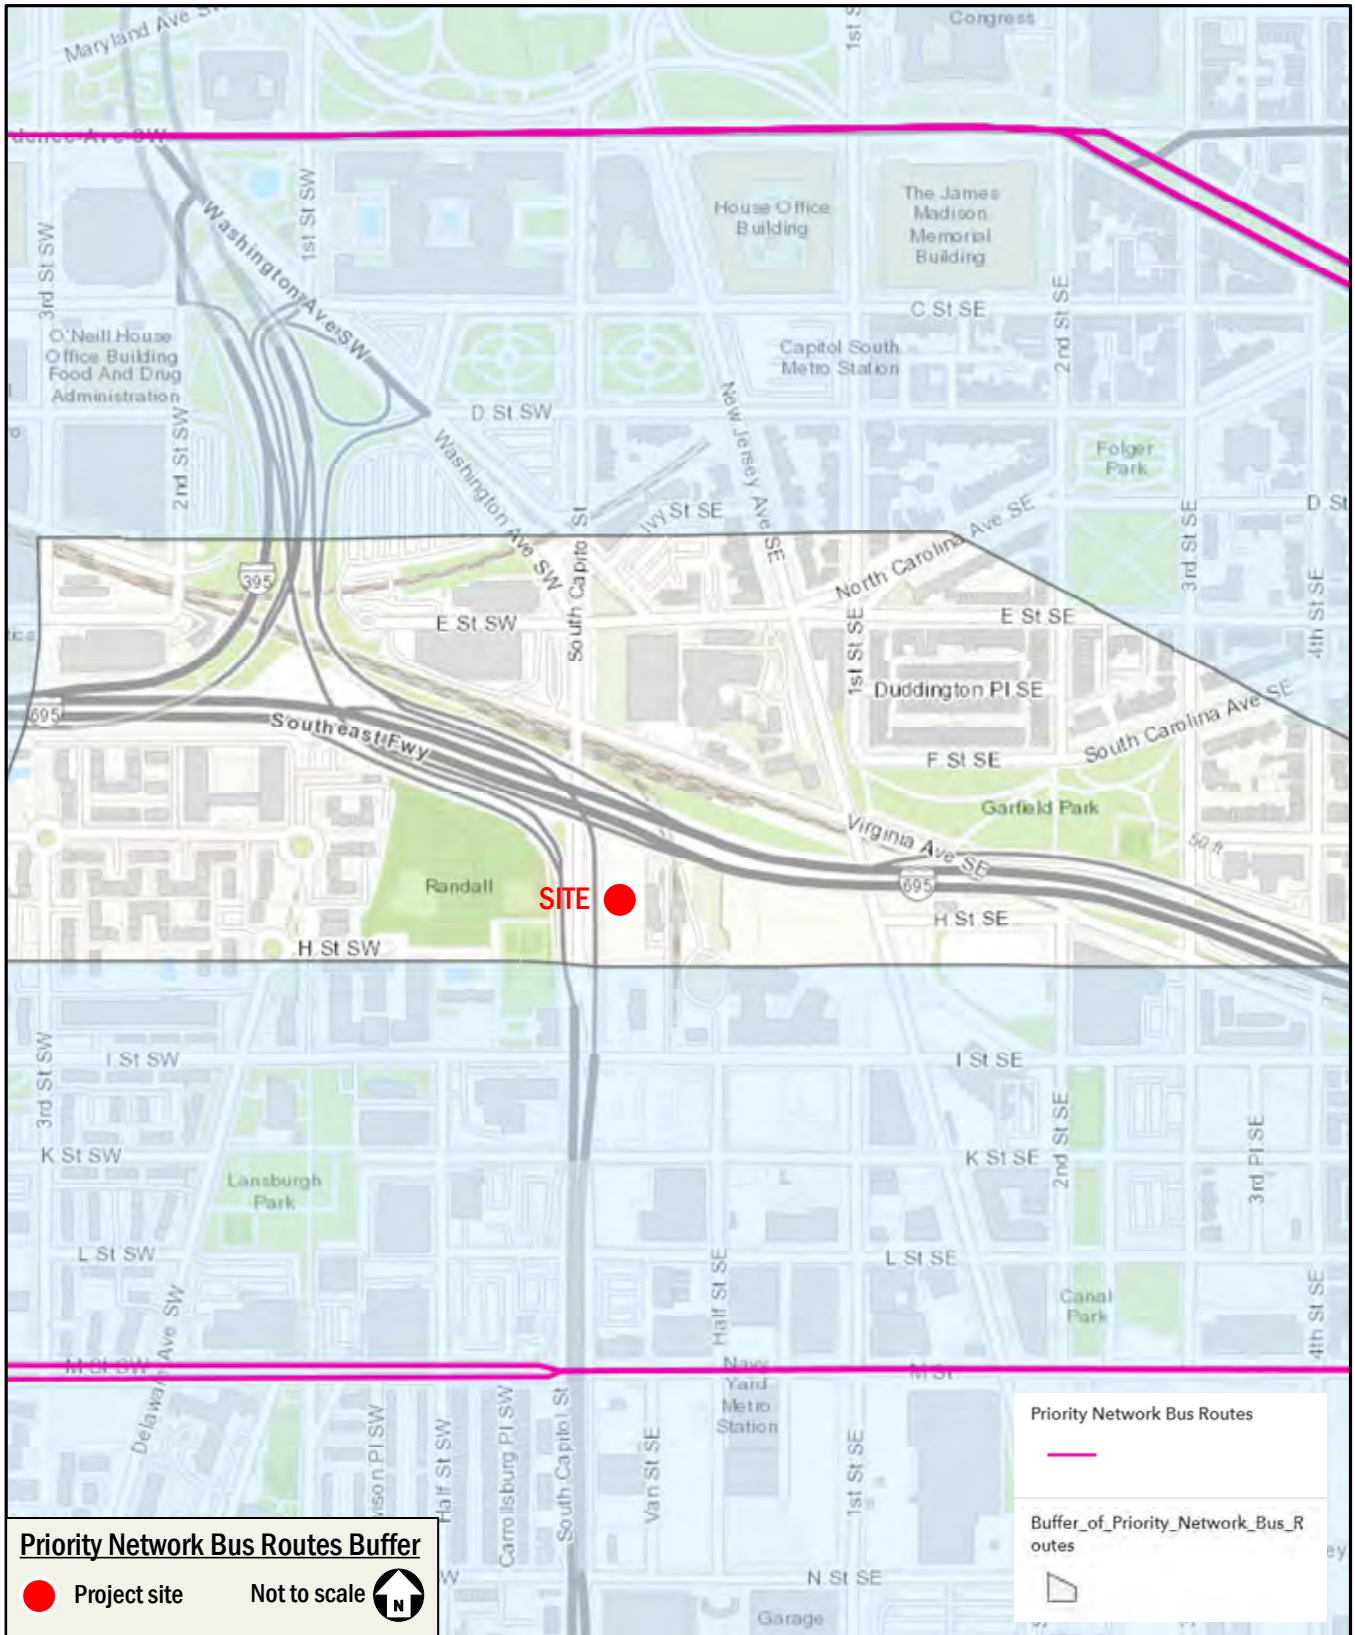 Maryland Ave SW
1st S
Congress
dence Ave SW
Washington Ave SW
1st St SW
3rd St SW
House Office
Building
The James
Madison
Memorial
Building
C St SE
2nd St SE
O'Neill House
Office Building
Food And Drug
Administration
Capitol South
Metro Station
New Jersey Ave SE
D St SW
2nd St SW
Washington Ave SW
Folger
Park
Ivy St SE
South Capitol St
North Carolina Ave SE
3rd St SE
D St
395
E St SW
1st St SE
E St SE
4th St SE
Duddington Pl SE
695
Southeast Fwy
South Carolina Ave SE
F St SE
Garfield Park
Virginia Ave SE
50 ft
Randall
SITE
695
H St SE
H St SW
3rd St SW
I St SW
I St SE
K St SW
K St SE
2nd St SE
3rd Pl SE
Lansburgh
Park
L
L St SW
L St SE
Half St SE
Delaware Ave SW
Canal
Park
4th St SE
M St SW
M St
Navy
Yard
Metro
Station
wison Pl SW
Half St SW
Carrollsburg Pl SW
South Capitol St
Van St SE
1st St SE
Priority Network Bus Routes
Buffer_of_Priority_Network_Bus_R
outes
Priority Network Bus Routes Buffer
Project site
Not to scale
N
W
N St SE
Garage
ey